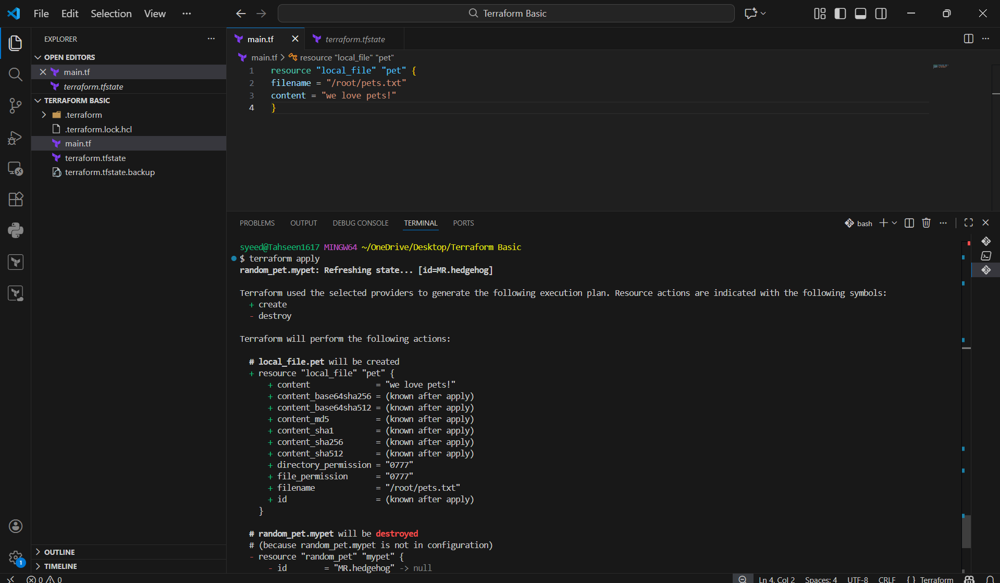 File Edit Selection View ··· Terraform Basic
EXPLORER ···
OPEN EDITORS
main.tf
terraform.tfstate
TERRAFORM BASIC
.terraform
.terraform.lock.hcl
main.tf
terraform.tfstate
terraform.tfstate.backup
OUTLINE
TIMELINE
1
main.tf terraform.tfstate ···
main.tf > resource "local_file" "pet"
1 resource "local_file" "pet" {
2 filename = "/root/pets.txt"
3 content = "we love pets!"
4 }
PROBLEMS OUTPUT DEBUG CONSOLE TERMINAL PORTS bash ···
syeed@Tahseen1617 MINGW64 ~/OneDrive/Desktop/Terraform Basic
$ terraform apply
random_pet.mypet: Refreshing state... [id=MR.hedgehog]
Terraform used the selected providers to generate the following execution plan. Resource actions are indicated with the following symbols:
+ create
- destroy
Terraform will perform the following actions:
# local_file.pet will be created
+ resource "local_file" "pet" {
+ content = "we love pets!"
+ content_base64sha256 = (known after apply)
+ content_base64sha512 = (known after apply)
+ content_md5 = (known after apply)
+ content_sha1 = (known after apply)
+ content_sha256 = (known after apply)
+ content_sha512 = (known after apply)
+ directory_permission = "0777"
+ file_permission = "0777"
+ filename = "/root/pets.txt"
+ id = (known after apply)
}
# random_pet.mypet will be destroyed
# (because random_pet.mypet is not in configuration)
- resource "random_pet" "mypet" {
- id = "MR.hedgehog" -> null
0 0 Ln 4, Col 2 Spaces: 4 UTF-8 CRLF {} Terraform